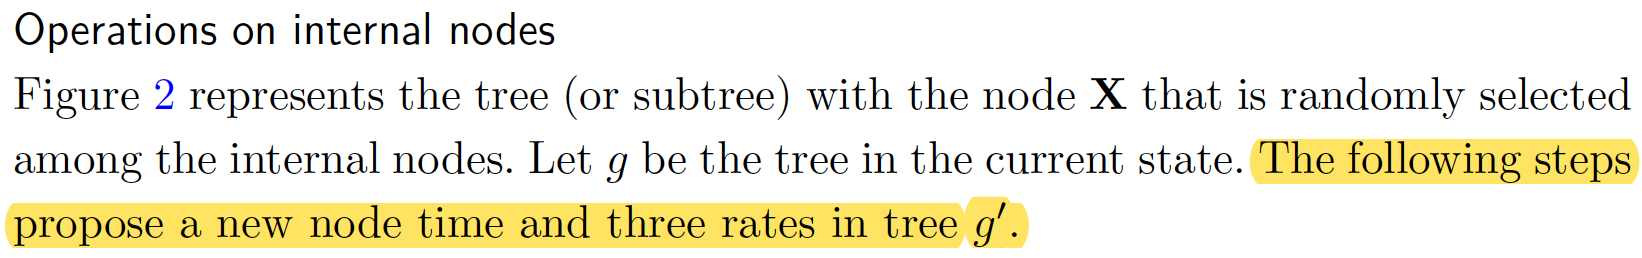 Operations on internal nodes
Figure 2 represents the tree (or subtree) with the node X that is randomly selected
among the internal nodes. Let g be the tree in the current state. The following steps
propose a new node time and three rates in tree g′.